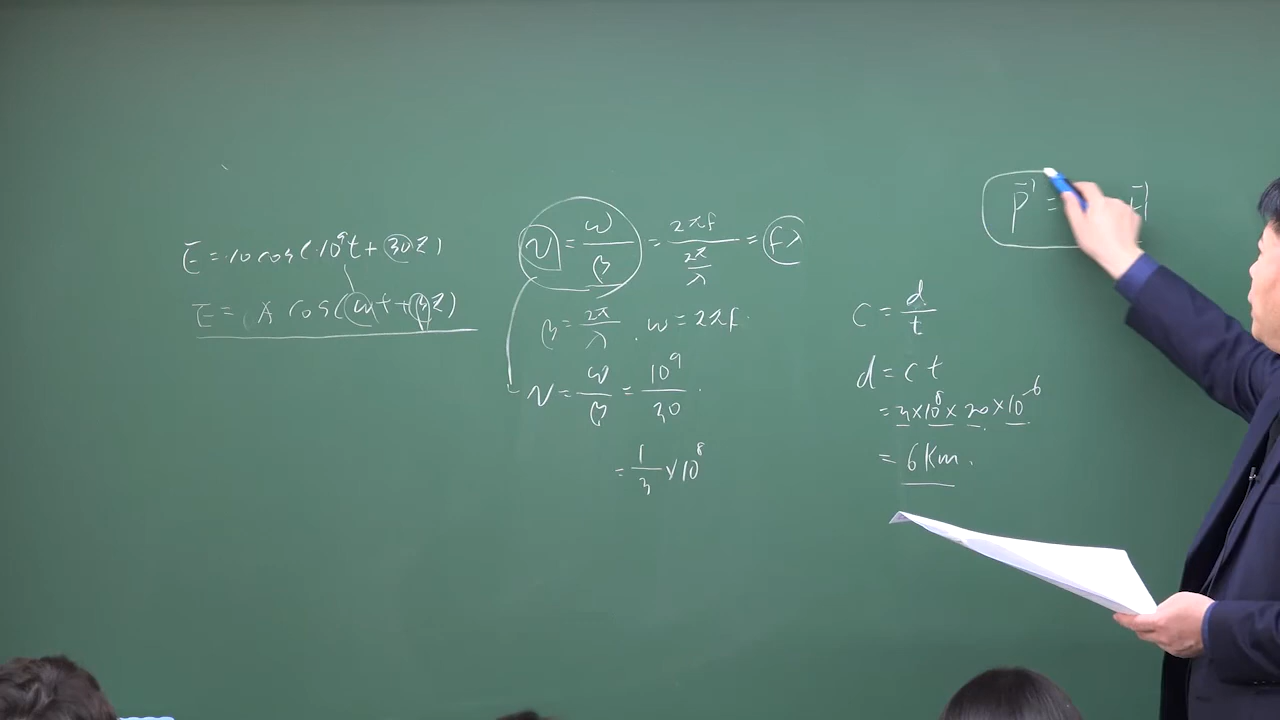 E = 10 cos(10⁹t + 30z)
E = A cos(ωt + βz)
v = ω/β = 2πf/(2π/λ) = fλ
β = 2π/λ . ω = 2πf.
v = ω/β = 10⁹/30 .
= 1/3 × 10⁸
P =
H
c = d/t
d = ct
= 3×10⁸ × 20 × 10⁻⁶
= 6 Km.